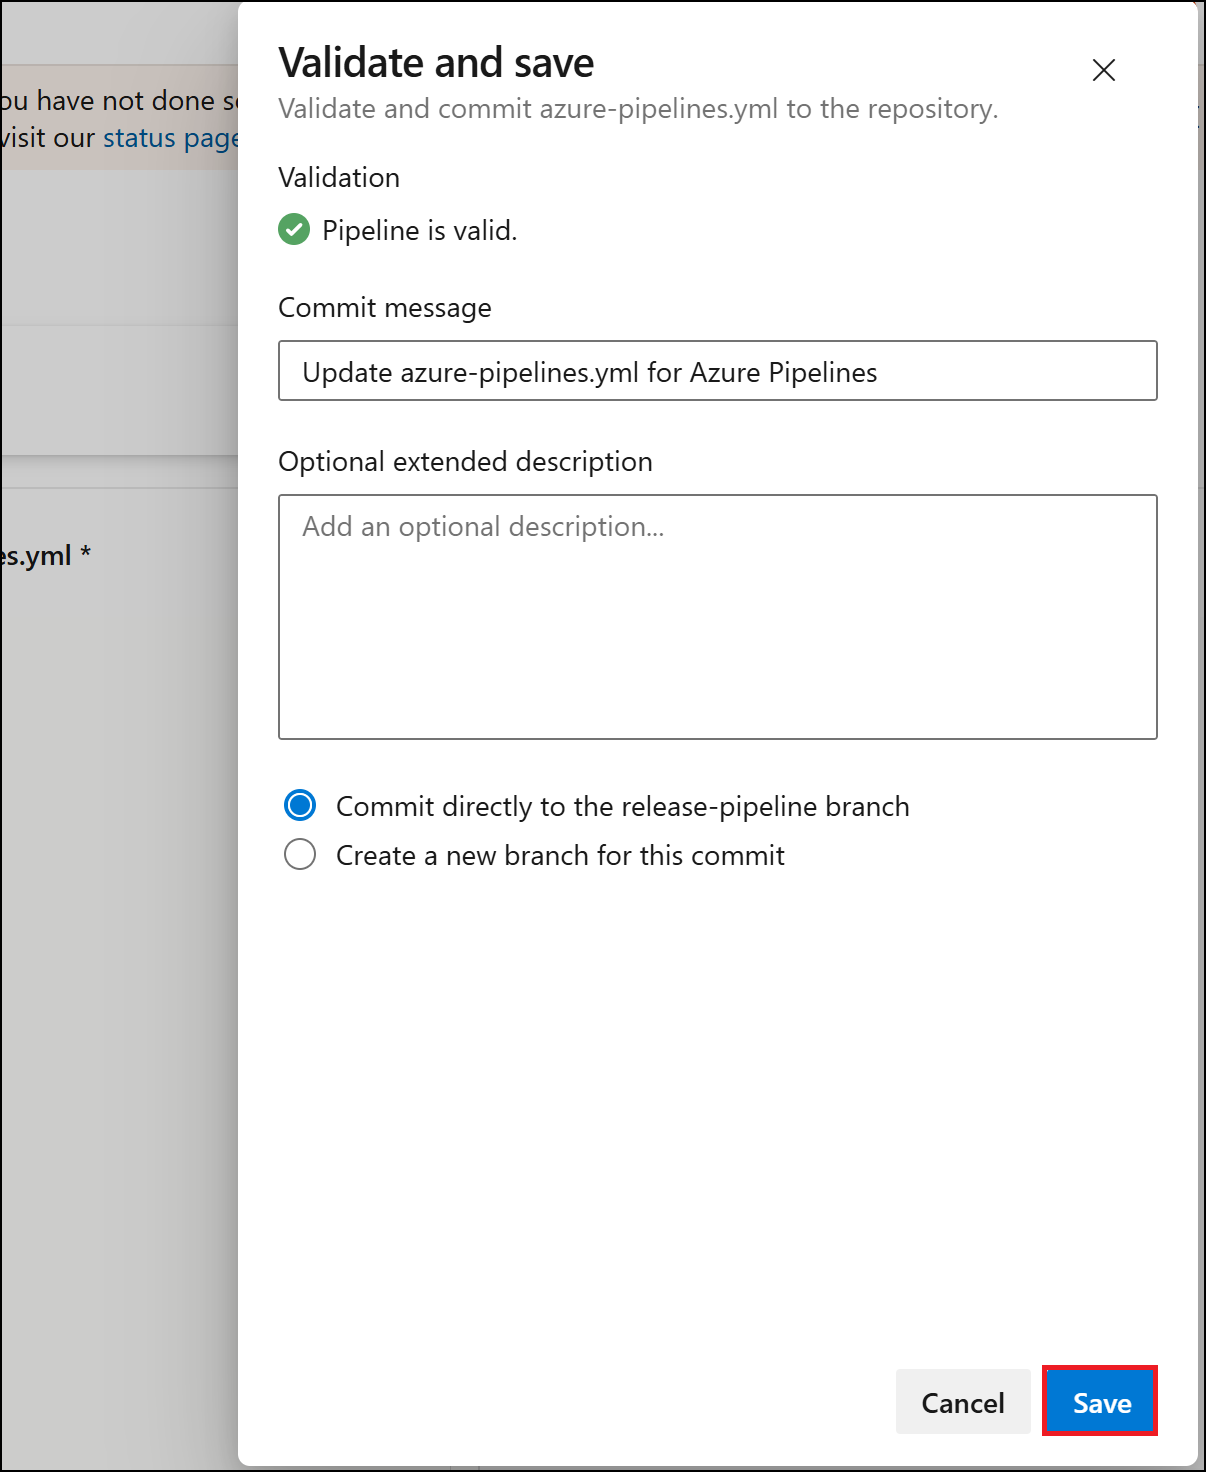 Validate and save
Validate and commit azure-pipelines.yml to the repository.
ou have not done
visit our status page
Validation
Pipeline is valid.
Commit message
Update azure-pipelines.yml for Azure Pipelines
Optional extended description
Add an optional description...
es.yml *
Commit directly to the release-pipeline branch
Create a new branch for this commit
Cancel
Save